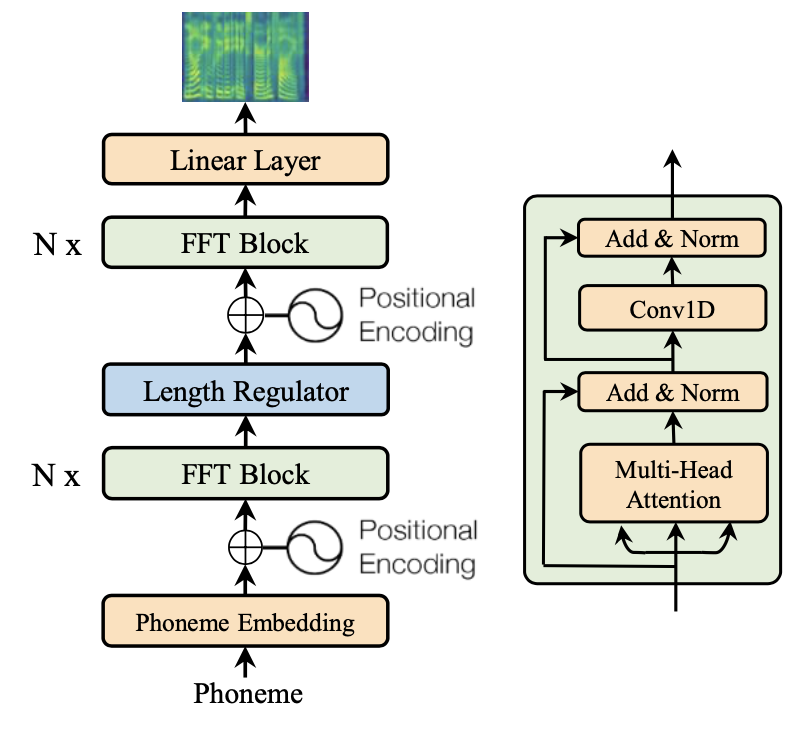 Linear Layer
N x
FFT Block
Positional
Encoding
Length Regulator
N x
FFT Block
Positional
Encoding
Phoneme Embedding
Phoneme
Add & Norm
Conv1D
Add & Norm
Multi-Head
Attention